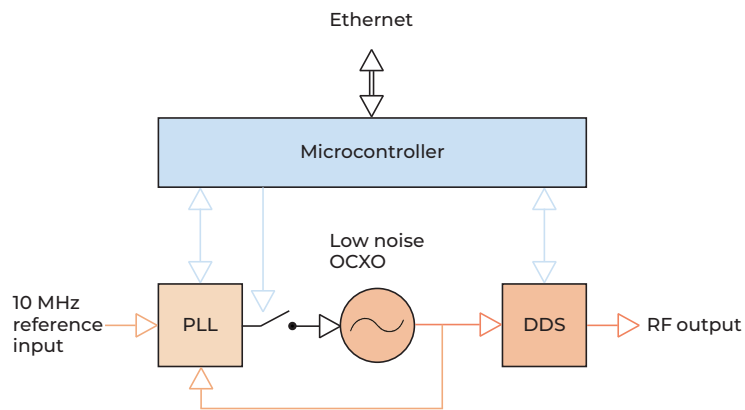 Ethernet
Microcontroller
Low noise
OCXO
10 MHz
reference
input
PLL
DDS
RF output